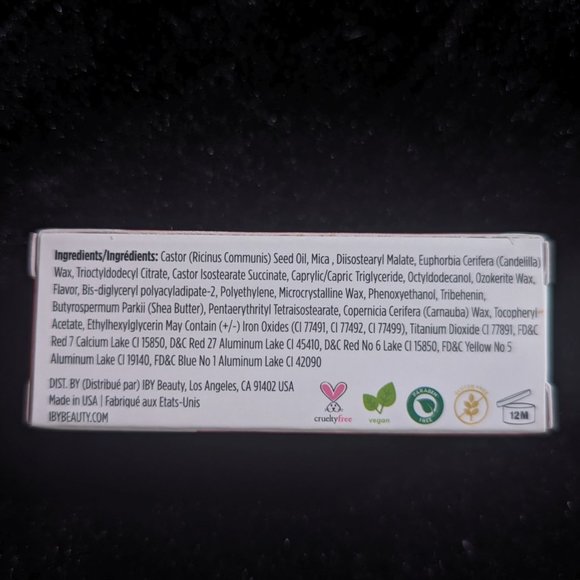 Ingredients/Ingrédients: Castor (Ricinus Communis) Seed Oil, Mica , Diisostearyl Malate, Euphorbia Cerifera (Candelilla)
Wax, Trioctyldodecyl Citrate, Castor Isostearate Succinate, Caprylic/Capric Triglyceride, Octyldodecanol, Ozokerite Wax,
Flavor, Bis-diglyceryl polyacyladipate-2, Polyethylene, Microcrystalline Wax, Phenoxyethanol, Tribehenin,
Butyrospermum Parkii (Shea Butter), Pentaerythrityl Tetraisostearate, Copernicia Cerifera (Carnauba) Wax, Tocopheryl
Acetate, Ethylhexylglycerin May Contain (+/-) Iron Oxides (CI 77491, CI 77492, CI 77499), Titanium Dioxide CI 77891, FD&C
Red 7 Calcium Lake CI 15850, D&C Red 27 Aluminum Lake CI 45410, D&C Red No 6 Lake CI 15850, FD&C Yellow No 5
Aluminum Lake CI 19140, FD&C Blue No 1 Aluminum Lake CI 42090
DIST. BY (Distribué par) IBY Beauty, Los Angeles, CA 91402 USA
Made in USA | Fabriqué aux Etats-Unis
IBYBEAUTY.COM
crueltyfree
vegan
PARABEN
FREE
GLUTEN FREE
12M